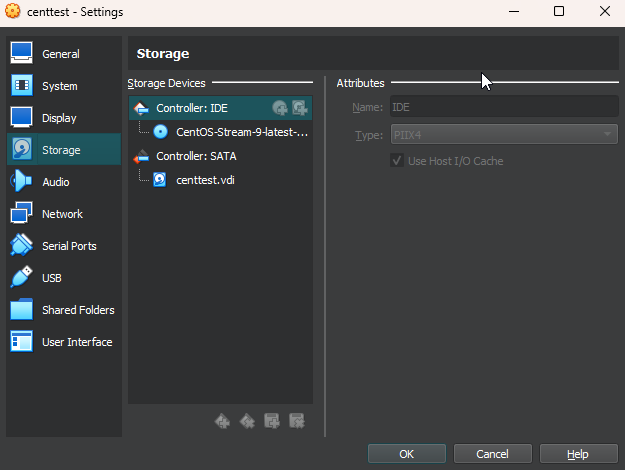 centtest - Settings
General
System
Display
Storage
Audio
Network
Serial Ports
USB
Shared Folders
User Interface
Storage
Storage Devices
Controller: IDE
CentOS-Stream-9-latest-...
Controller: SATA
centtest.vdi
Attributes
Name: IDE
Type: PIIX4
Use Host I/O Cache
OK Cancel Help